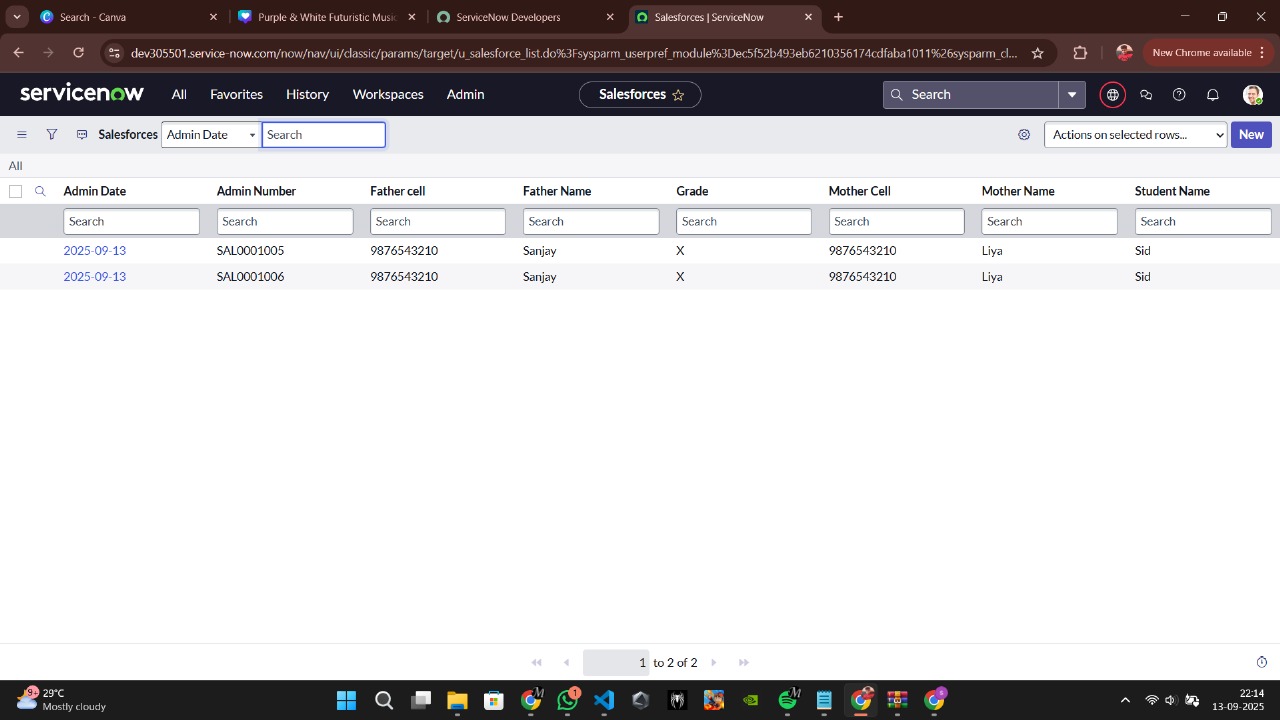 Search - Canva
Purple & White Futuristic Music
ServiceNow Developers
Salesforces | ServiceNow
dev305501.service-now.com/now/nav/ui/classic/params/target/u_salesforce_list.do%3Fsysparm_userpref_module%3Dec5f52b493eb6210356174cdfaba1011%26sysparm_cl...
New Chrome available
servicenow All Favorites History Workspaces Admin Salesforces Search
Salesforces Admin Date Search Actions on selected rows... New
All
Admin Date Admin Number Father cell Father Name Grade Mother Cell Mother Name Student Name
Search Search Search Search Search Search Search Search
2025-09-13 SAL0001005 9876543210 Sanjay X 9876543210 Liya Sid
2025-09-13 SAL0001006 9876543210 Sanjay X 9876543210 Liya Sid
1 to 2 of 2
9+ 29°C
Mostly cloudy
M
1
M
M
6
22:14
13-09-2025